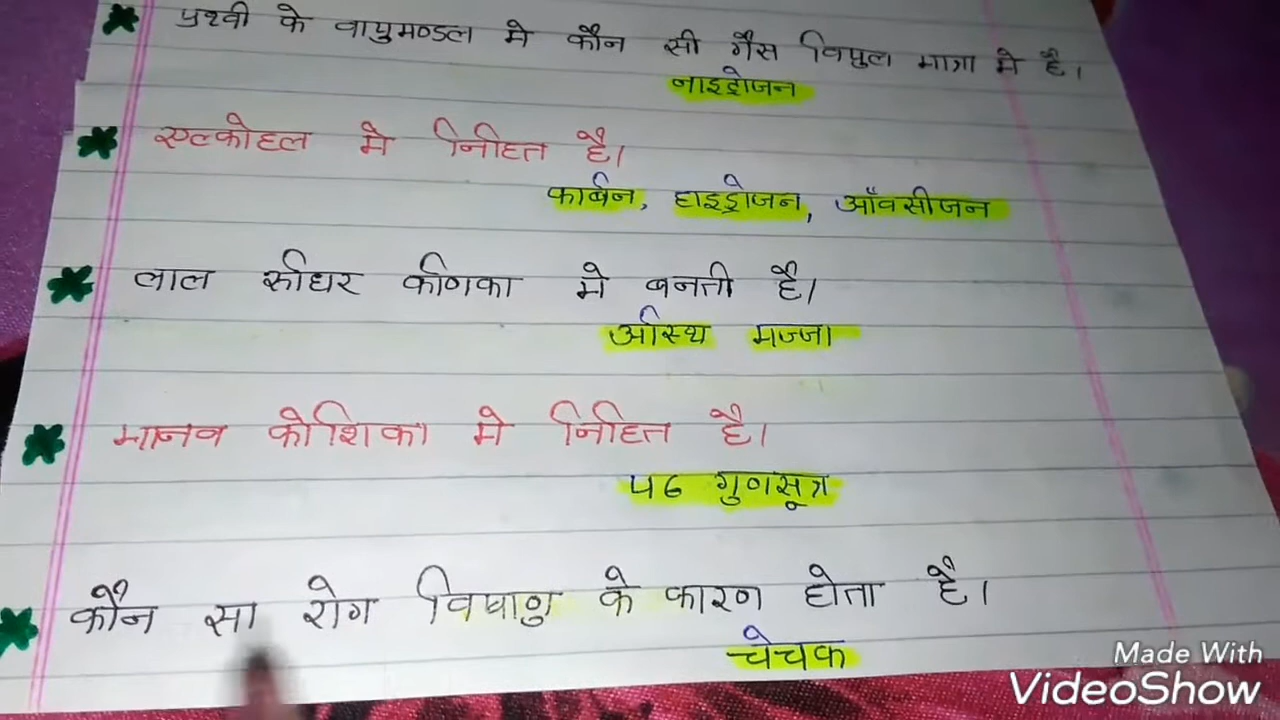 पृथ्वी के वायुमण्डल मे कौन सी गैस विपुल मात्रा मे है।
नाइट्रोजन
एल्कोहल मे निहित है।
कार्बन, हाइड्रोजन, ऑक्सीजन
लाल रूधिर कणिका मे बनती है।
अस्थि मज्जा
मानव कोशिका मे निहित है।
46 गुणसूत्र
कौन सा रोग विषाणु के कारण होता है।
चेचक
Made With
VideoShow